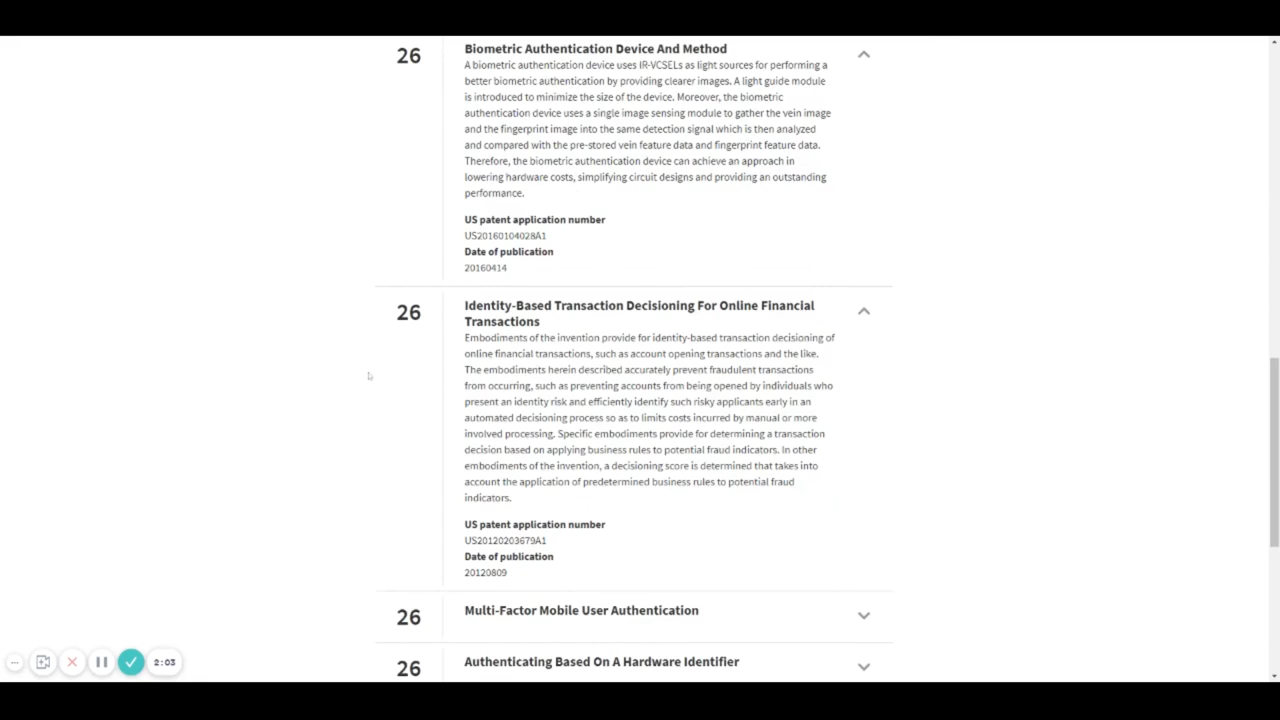 26
Biometric Authentication Device And Method
A biometric authentication device uses IR-VCSELs as light sources for performing a
better biometric authentication by providing clearer images. A light guide module
is introduced to minimize the size of the device. Moreover, the biometric
authentication device uses a single image sensing module to gather the vein image
and the fingerprint image into the same detection signal which is then analyzed
and compared with the pre-stored vein feature data and fingerprint feature data.
Therefore, the biometric authentication device can achieve an approach in
lowering hardware costs, simplifying circuit designs and providing an outstanding
performance.
US patent application number
US20160104028A1
Date of publication
20160414
26
Identity-Based Transaction Decisioning For Online Financial
Transactions
Embodiments of the invention provide for identity-based transaction decisioning of
online financial transactions, such as account opening transactions and the like.
The embodiments herein described accurately prevent fraudulent transactions
from occurring, such as preventing accounts from being opened by individuals who
present an identity risk and efficiently identify such risky applicants early in an
automated decisioning process so as to limits costs incurred by manual or more
involved processing. Specific embodiments provide for determining a transaction
decision based on applying business rules to potential fraud indicators. In other
embodiments of the invention, a decisioning score is determined that takes into
account the application of predetermined business rules to potential fraud
indicators.
US patent application number
US20120203679A1
Date of publication
20120809
26
Multi-Factor Mobile User Authentication
26
Authenticating Based On A Hardware Identifier
2:03